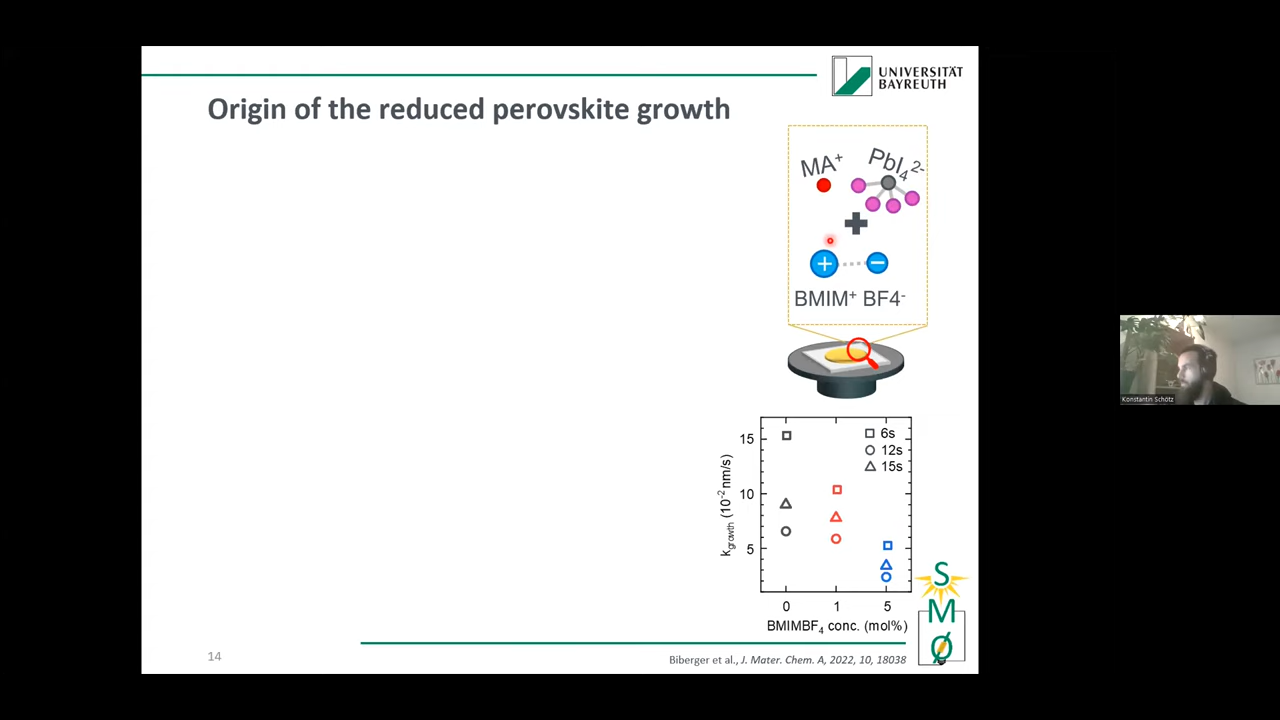 UNIVERSITÄT
BAYREUTH
Origin of the reduced perovskite growth
MA⁺ PbI₄²⁻
BMIM⁺ BF4⁻
Konstantin Schötz
15
10
5
k_growth (10⁻² nm/s)
6s
12s
15s
0 1 5
BMIMBF₄ conc. (mol%)
S
M
Ø
14
Biberger et al., J. Mater. Chem. A, 2022, 10, 18038